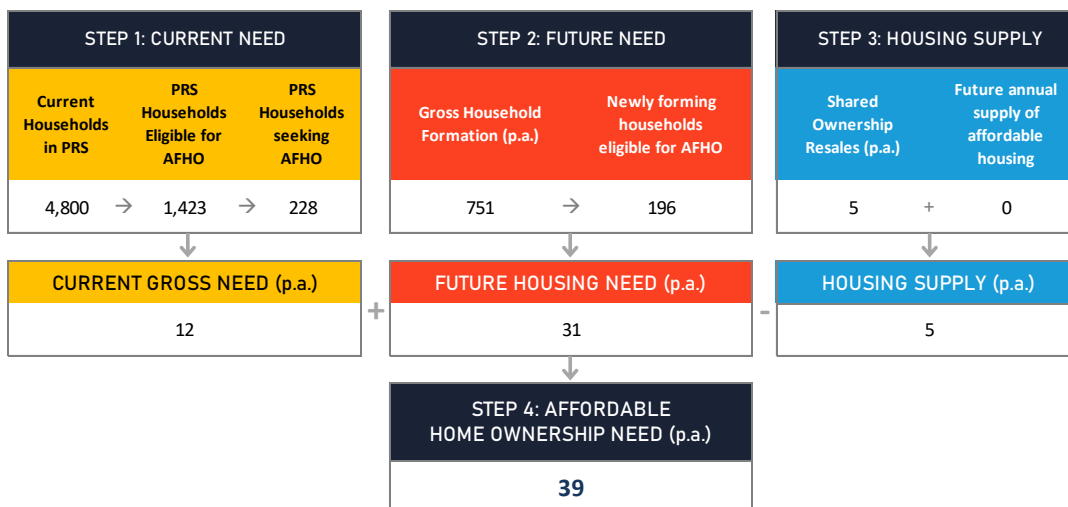 STEP 1: CURRENT NEED
Current
Households
in PRS
PRS
Households
Eligible for
AFHO
PRS
Households
seeking
AFHO
4,800 → 1,423 → 228
CURRENT GROSS NEED (p.a.)
12
+
STEP 2: FUTURE NEED
Gross Household
Formation (p.a.)
Newly forming
households
eligible for AFHO
751 → 196
FUTURE HOUSING NEED (p.a.)
31
-
STEP 3: HOUSING SUPPLY
Shared
Ownership
Resales (p.a.)
Future annual
supply of
affordable
housing
5 + 0
HOUSING SUPPLY (p.a.)
5
STEP 4: AFFORDABLE
HOME OWNERSHIP NEED (p.a.)
39